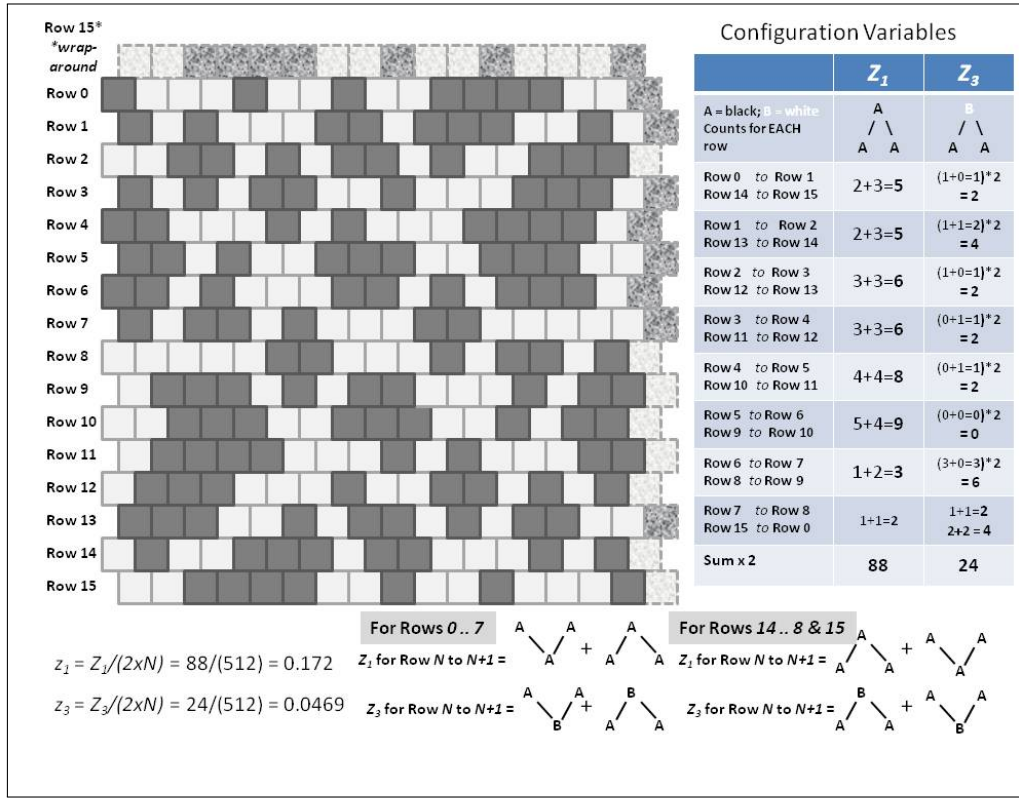 Row 15*
*wrap-
around
Row 0
Row 1
Row 2
Row 3
Row 4
Row 5
Row 6
Row 7
Row 8
Row 9
Row 10
Row 11
Row 12
Row 13
Row 14
Row 15
Configuration Variables
Z1 Z3
A = black; B = white
Counts for EACH
row
A
/ \
A A
B
/ \
A A
Row 0 to Row 1
Row 14 to Row 15
2+3=5
(1+0=1)*2
= 2
Row 1 to Row 2
Row 13 to Row 14
2+3=5
(1+1=2)*2
= 4
Row 2 to Row 3
Row 12 to Row 13
3+3=6
(1+0=1)*2
= 2
Row 3 to Row 4
Row 11 to Row 12
3+3=6
(0+1=1)*2
= 2
Row 4 to Row 5
Row 10 to Row 11
4+4=8
(0+1=1)*2
= 2
Row 5 to Row 6
Row 9 to Row 10
5+4=9
(0+0=0)*2
= 0
Row 6 to Row 7
Row 8 to Row 9
1+2=3
(3+0=3)*2
= 6
Row 7 to Row 8
Row 15 to Row 0
1+1=2
1+1=2
2+2 = 4
Sum x 2 88 24
z1 = Z1/(2xN) = 88/(512) = 0.172
z3 = Z3/(2xN) = 24/(512) = 0.0469
For Rows 0 .. 7
A A A
Z1 for Row N to N+1 = +
A A A
A A B
Z3 for Row N to N+1 = +
B A A
For Rows 14 .. 8 & 15
A A A
Z1 for Row N to N+1 = +
A A A
B A A
Z3 for Row N to N+1 = +
A A B